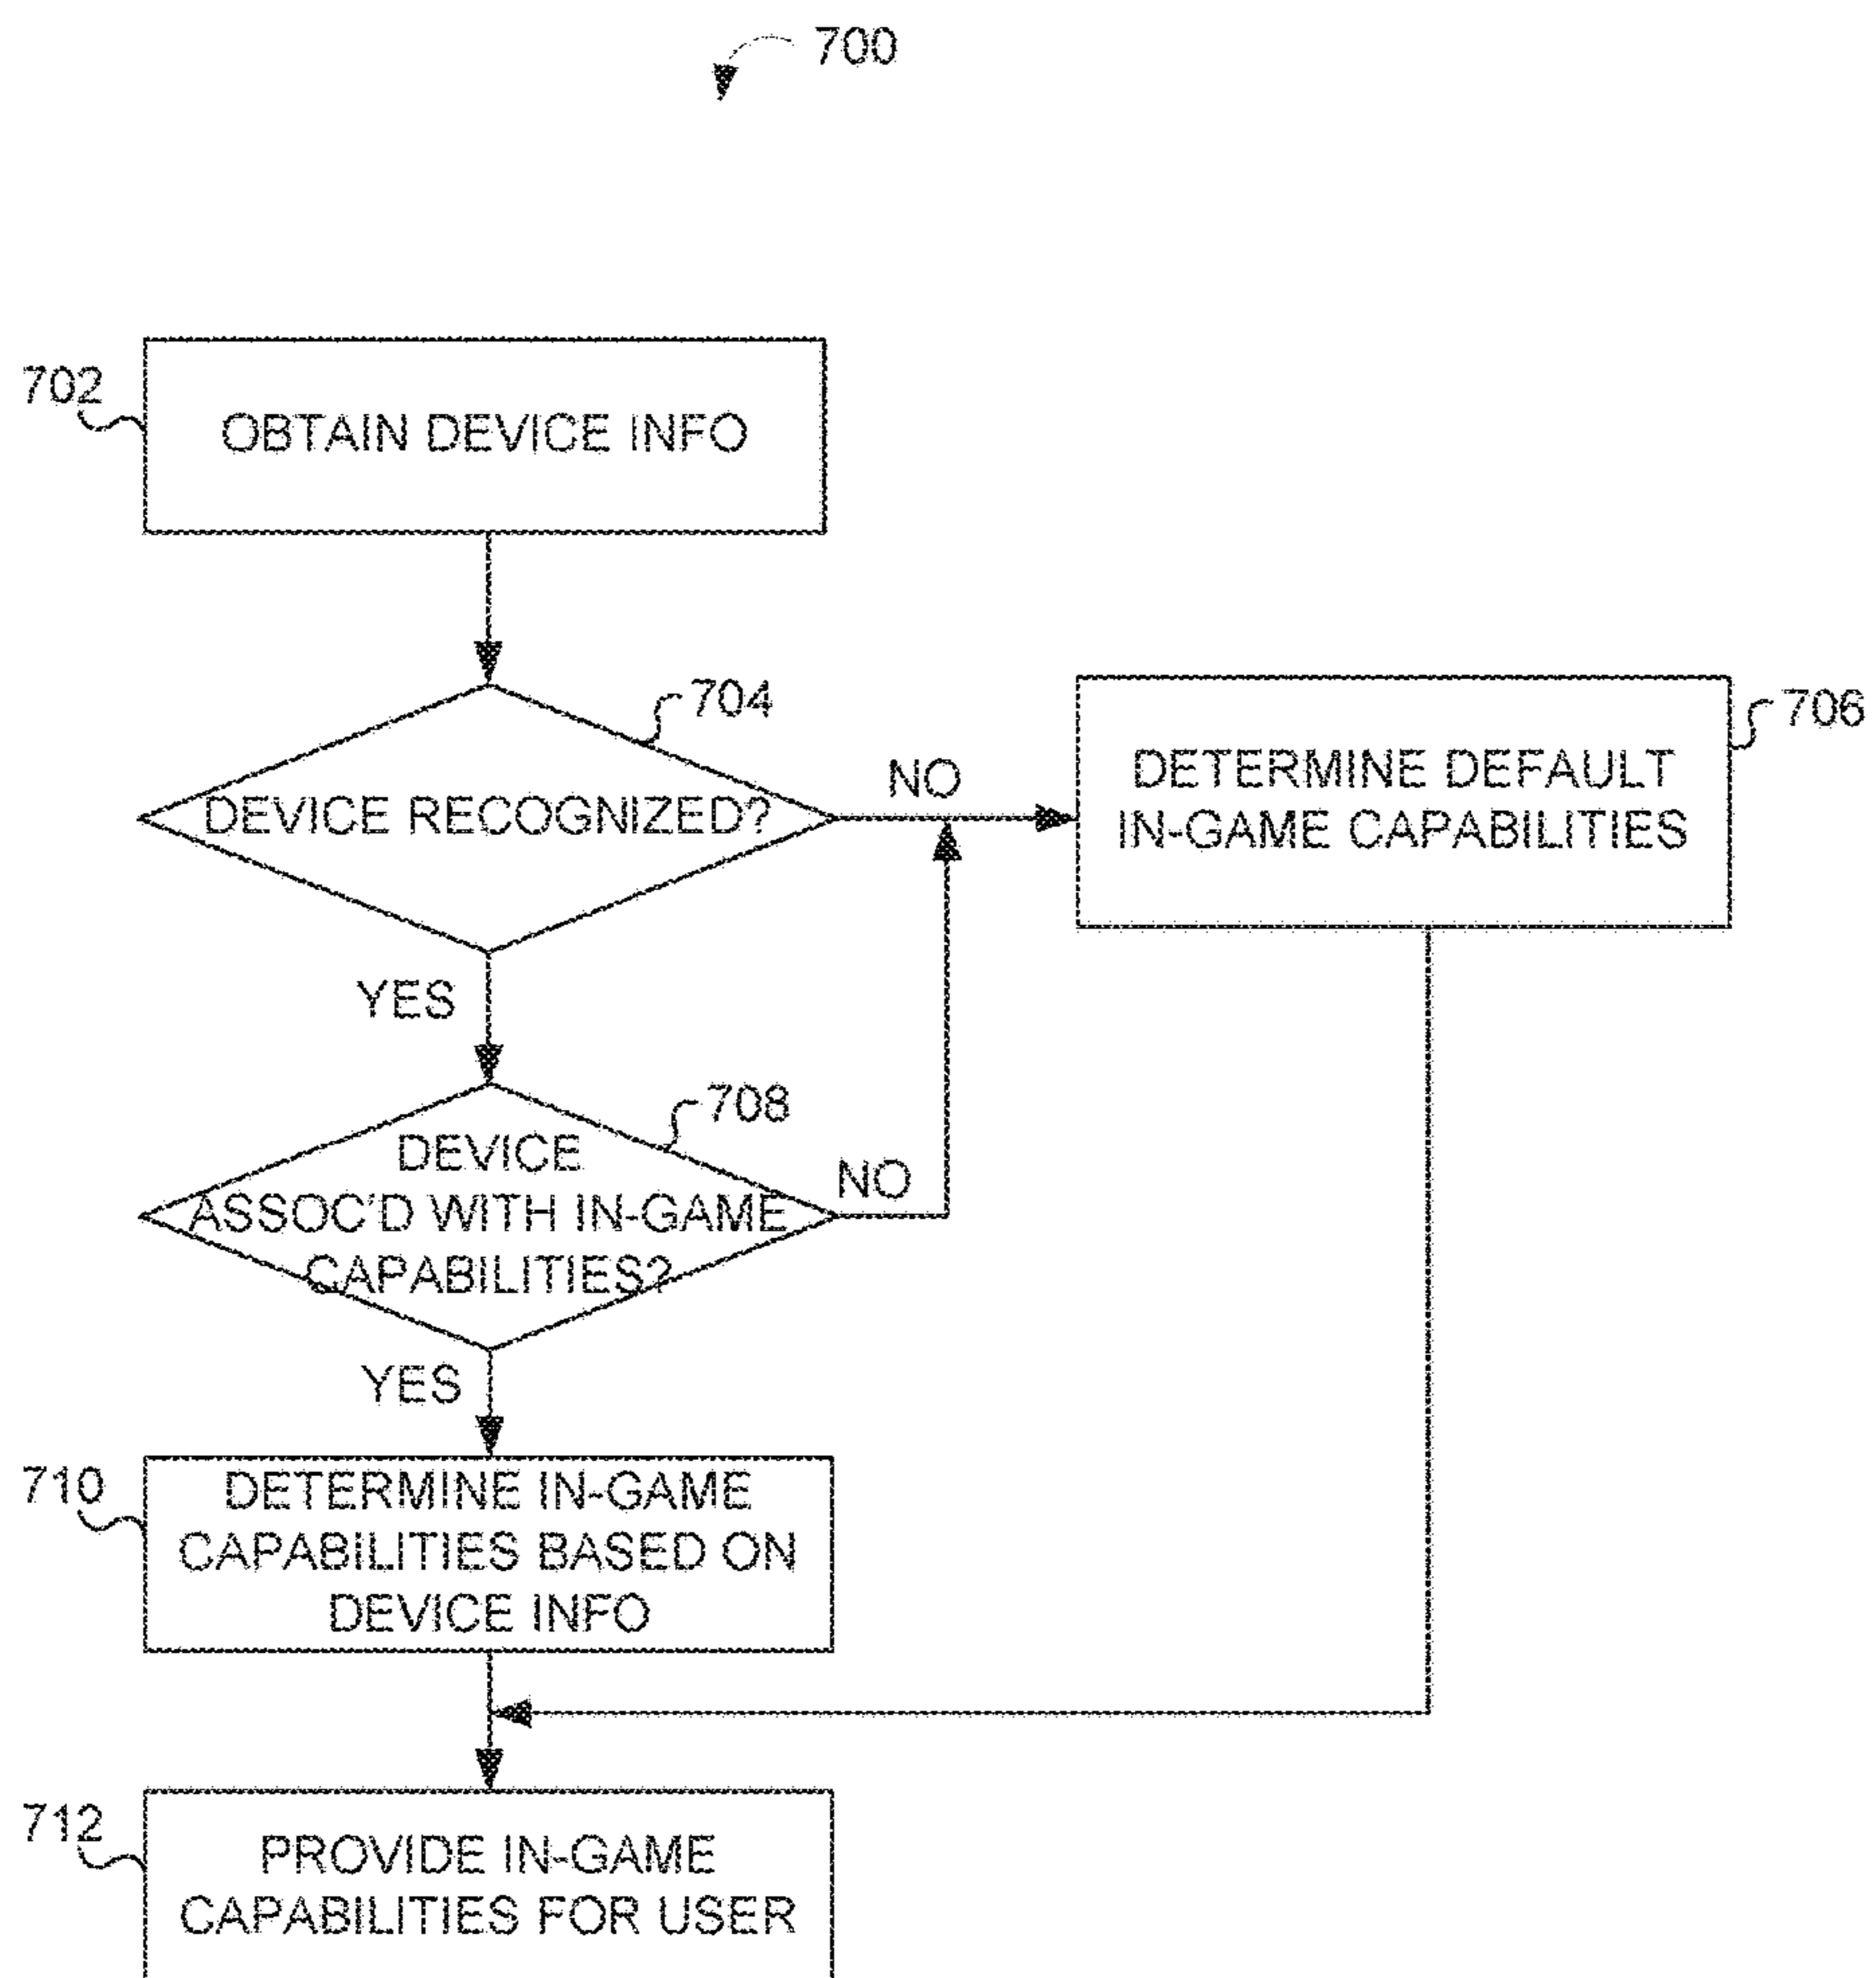 700
702
OBTAIN DEVICE INFO
704
DEVICE RECOGNIZED?
NO
706
DETERMINE DEFAULT
IN-GAME CAPABILITIES
YES
708
DEVICE
ASSOC'D WITH IN-GAME
CAPABILITIES?
NO
YES
710
DETERMINE IN-GAME
CAPABILITIES BASED ON
DEVICE INFO
712
PROVIDE IN-GAME
CAPABILITIES FOR USER